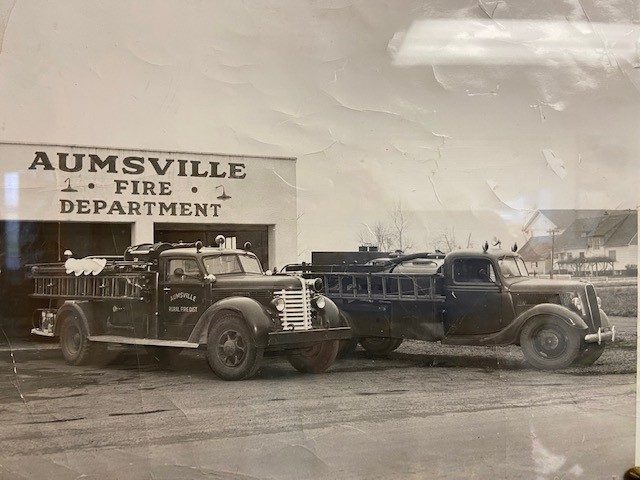 AUMSVILLE
• FIRE •
DEPARTMENT
AUMSVILLE
RURAL FIRE DIST.